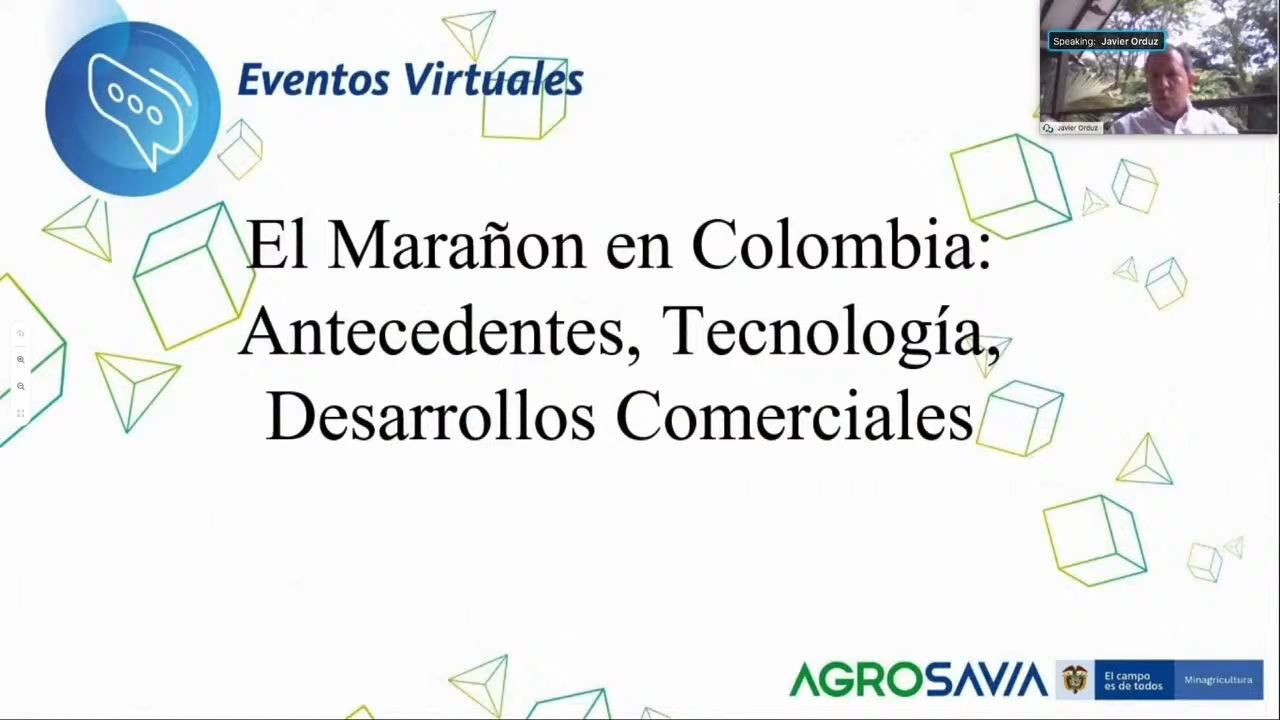 Speaking: Javier Orduz
Javier Orduz
Eventos Virtuales
El Marañon en Colombia:
Antecedentes, Tecnología,
Desarrollos Comerciales
AGROSAVIA
El campo
es de todos
Minagricultura